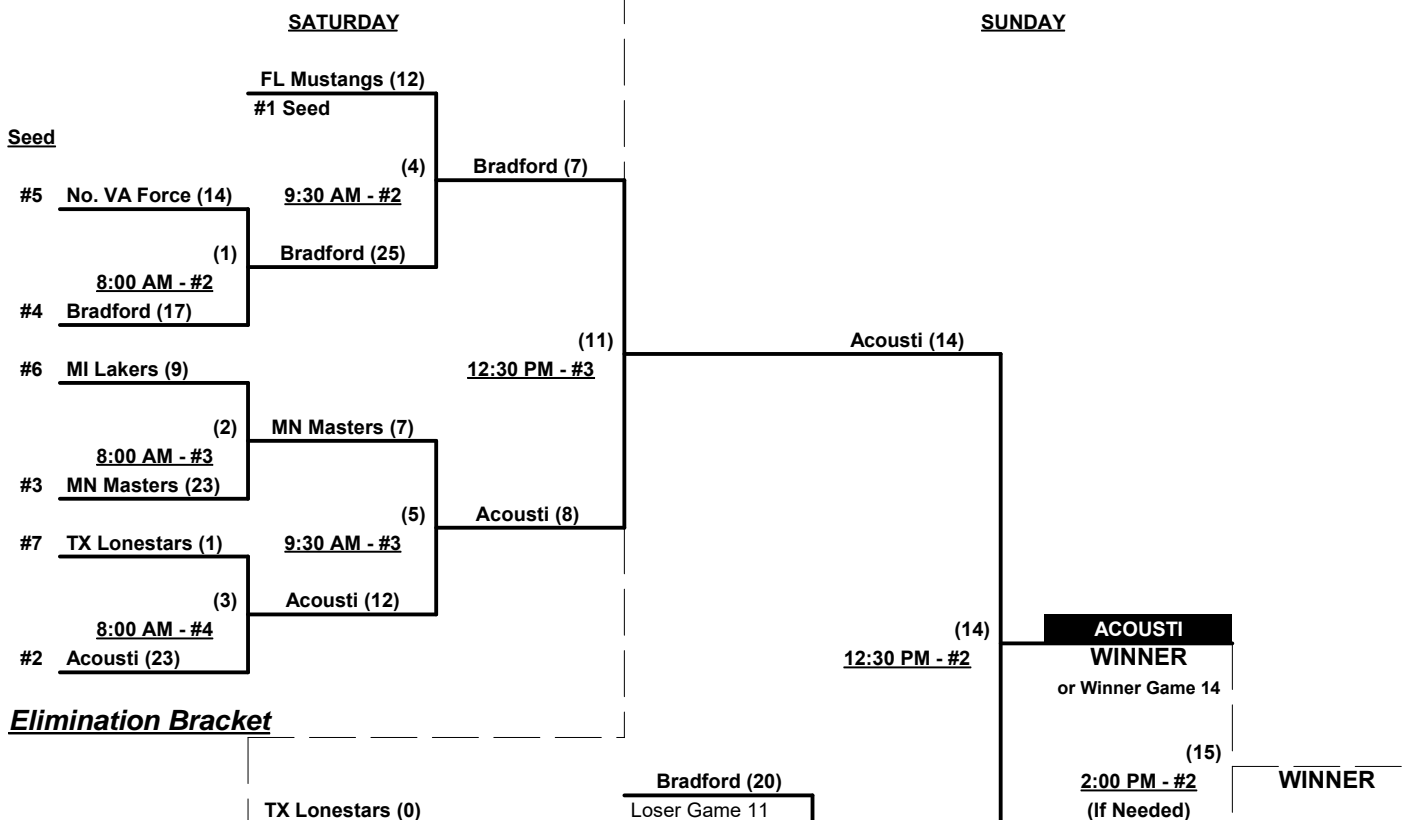 SATURDAY
SUNDAY
FL Mustangs (12)
#1 Seed
Seed
(4)
Bradford (7)
#5 No. VA Force (14)
9:30 AM - #2
(1)
Bradford (25)
8:00 AM - #2
#4 Bradford (17)
(11)
Acousti (14)
#6 MI Lakers (9)
12:30 PM - #3
(2)
MN Masters (7)
8:00 AM - #3
#3 MN Masters (23)
(5)
Acousti (8)
#7 TX Lonestars (1)
9:30 AM - #3
(3)
Acousti (12)
8:00 AM - #4
(14)
ACOUSTI
#2 Acousti (23)
12:30 PM - #2
WINNER
or Winner Game 14
Elimination Bracket
(15)
Bradford (20)
2:00 PM - #2
WINNER
TX Lonestars (0)
Loser Game 11
(If Needed)